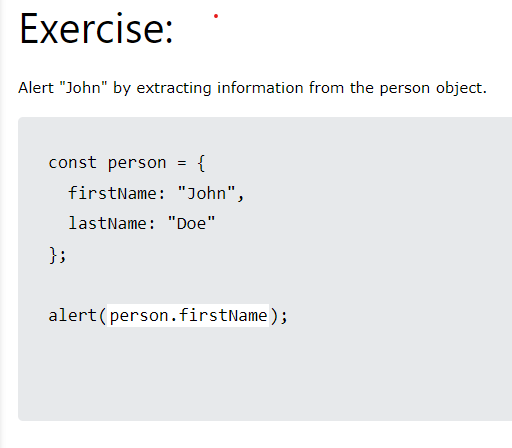 Exercise:
Alert "John" by extracting information from the person object.
const person = {
  firstName: "John",
  lastName: "Doe"
};
alert(person.firstName);